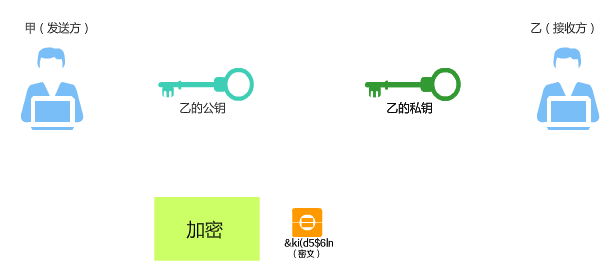 甲（发送方）
乙（接收方）
乙的公钥
乙的私钥
加密
&ki(d5$6ln
（密文）